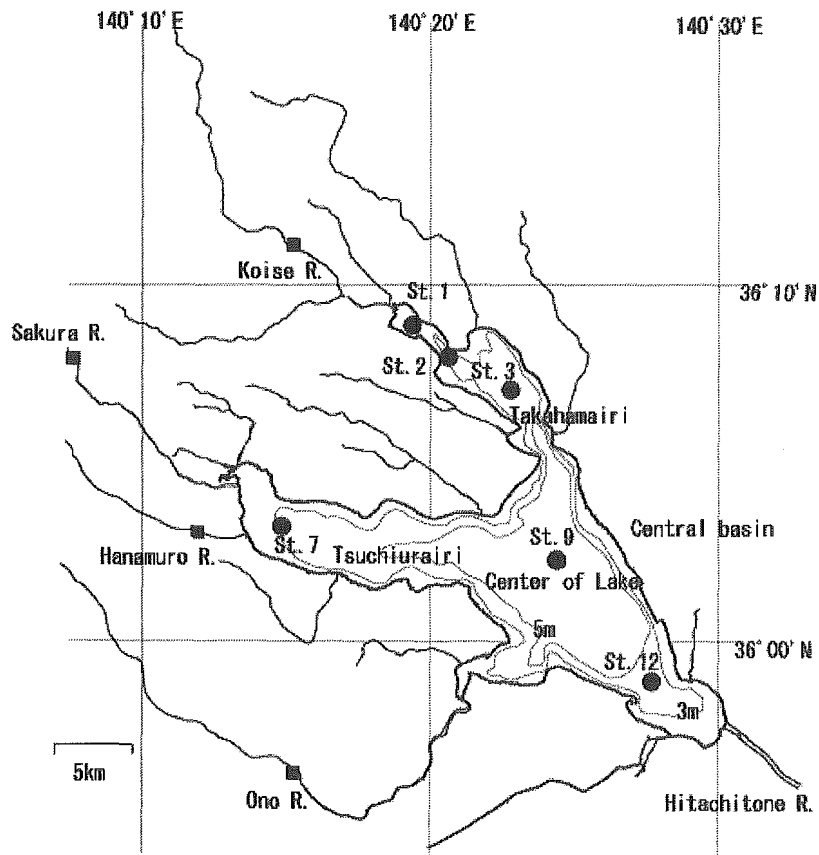 140° 10' E
140° 20' E
140° 30' E
Koise R.
36° 10' N
St. 1
Sakura R.
St. 2
St. 3
Takahamairi
Central basin
St. 9
Hanamuro R.
St. 7
Tsuchiurairi
Center of Lake
5m
36° 00' N
St. 12
3m
5km
Ono R.
Hitachitone R.